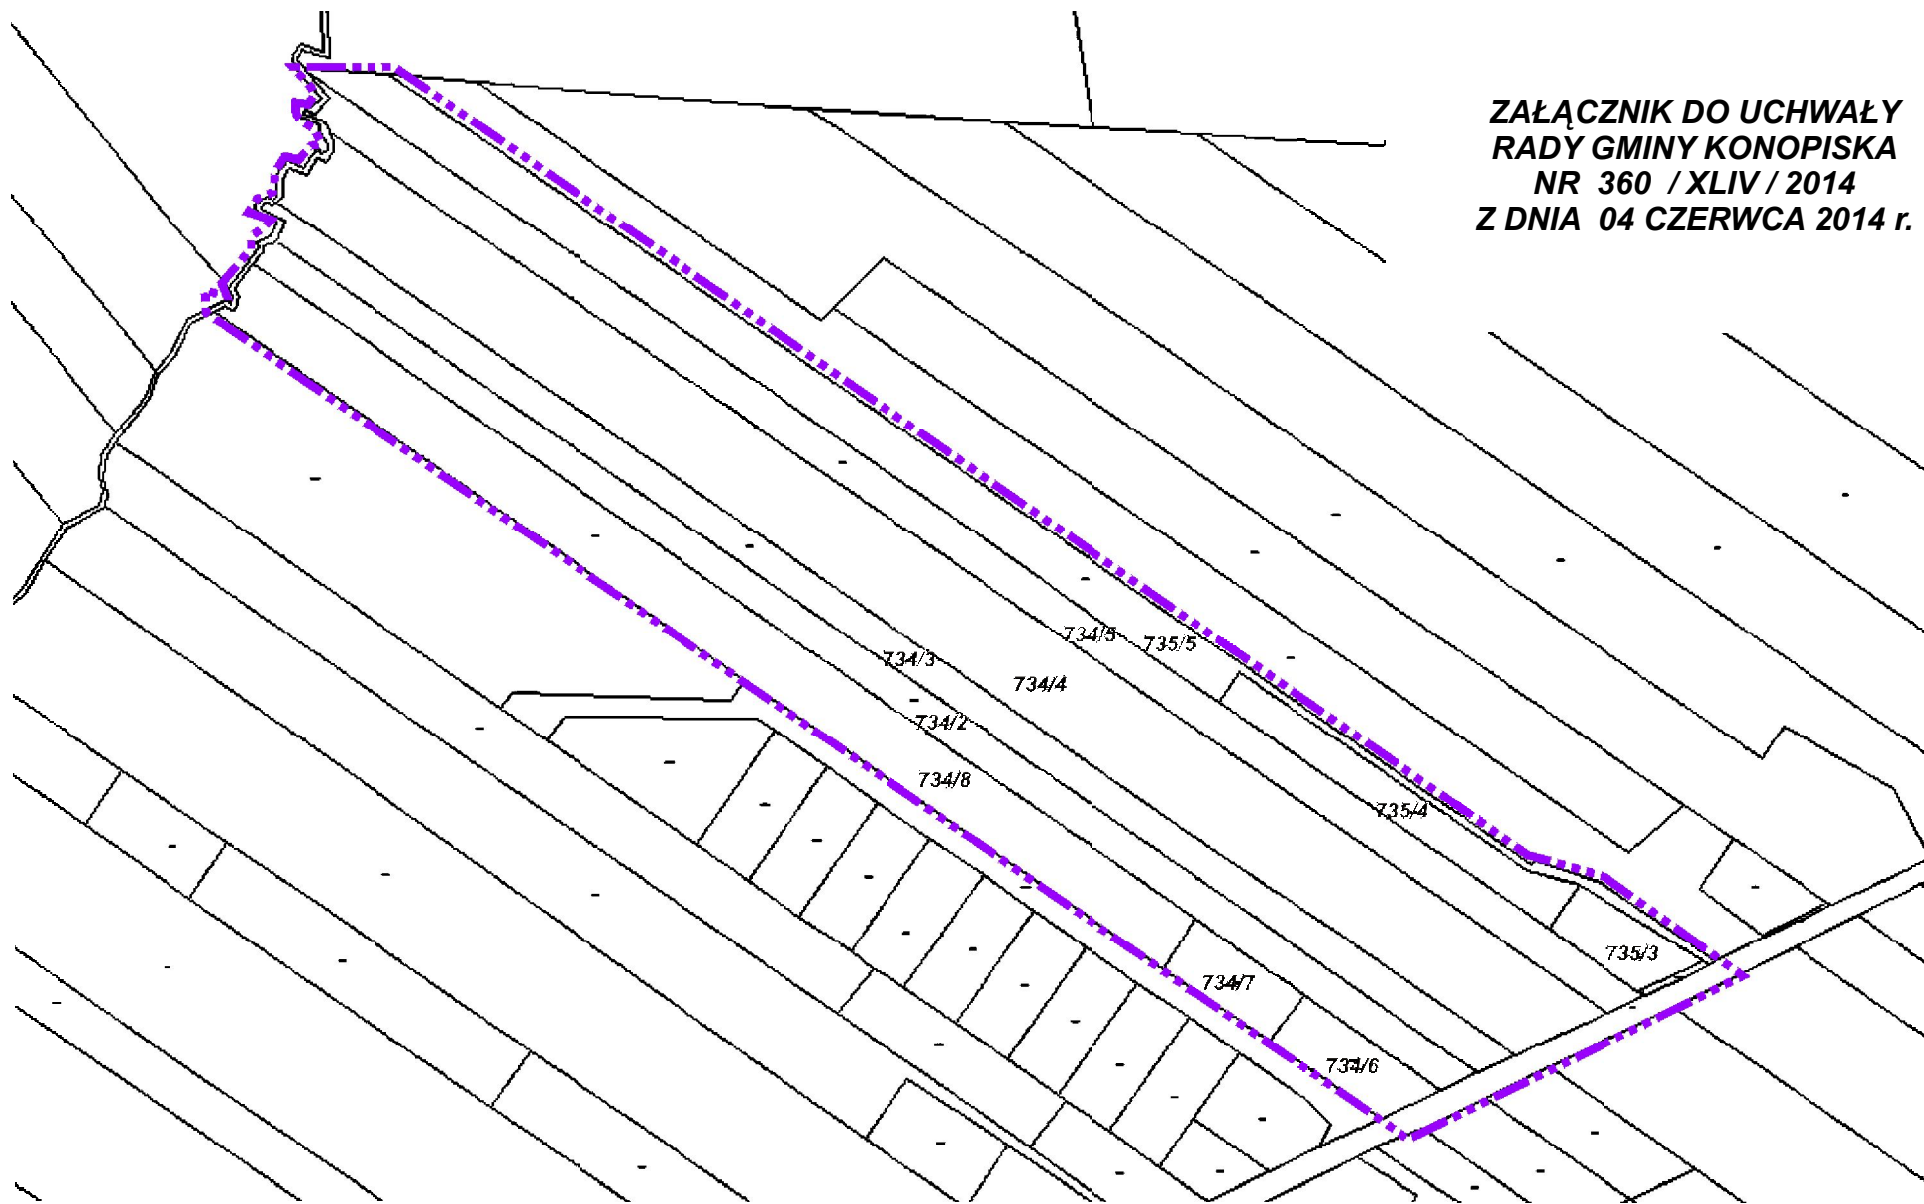 ZAŁĄCZNIK DO UCHWAŁY
RADY GMINY KONOPISKA
NR 360 / XLIV / 2014
Z DNIA 04 CZERWCA 2014 r.
734/5
735/5
734/3
734/4
734/2
734/8
735/4
735/3
734/7
734/6